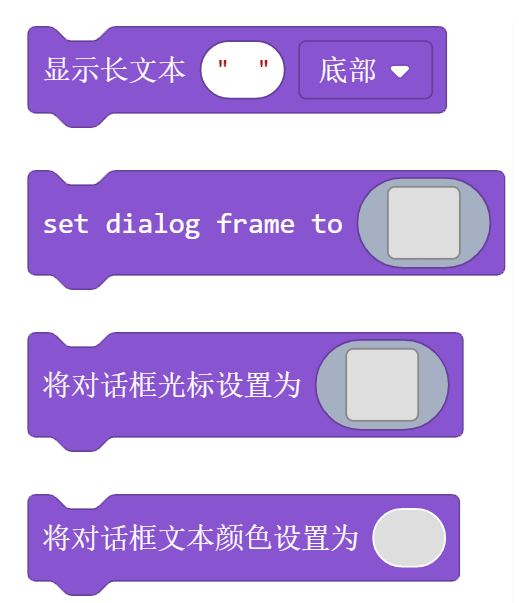 显示长文本 " " 底部
set dialog frame to
将对话框光标设置为
将对话框文本颜色设置为